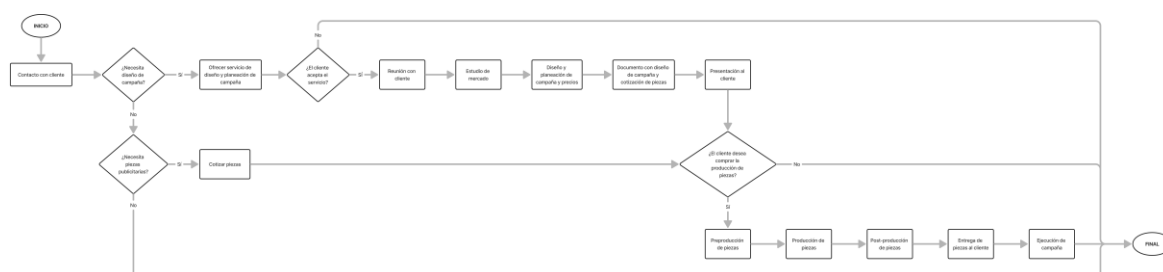 INICIO
No
Contacto con cliente
¿Necesita
diseño de
campaña?
Sí
Ofrecer servicio de
diseño y planeación de
campaña
¿El cliente
acepta el
servicio?
Sí
Reunión con
cliente
Estudio de
mercado
Diseño y
planeación de
campaña y precios
Documento con diseño
de campaña y
cotización de piezas
Presentación al
cliente
No
¿Necesita
piezas
publicitarias?
Sí
Cotizar piezas
¿El cliente desea
comprar la
producción de
piezas?
No
No
Sí
Preproducción
de piezas
Producción de
piezas
Post-producción
de piezas
Entrega de
piezas al cliente
Ejecución de
campaña
FINAL